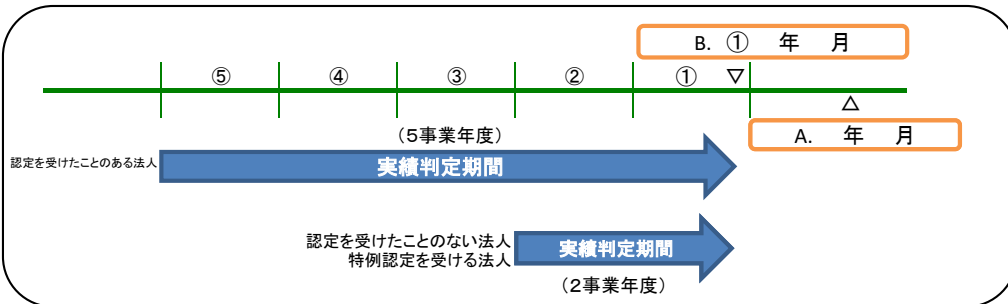 B. ① 年 月
⑤ ④ ③ ② ① ▽
△
A. 年 月
(5事業年度)
認定を受けたことのある法人
実績判定期間
認定を受けたことのない法人
特例認定を受ける法人
実績判定期間
(2事業年度)